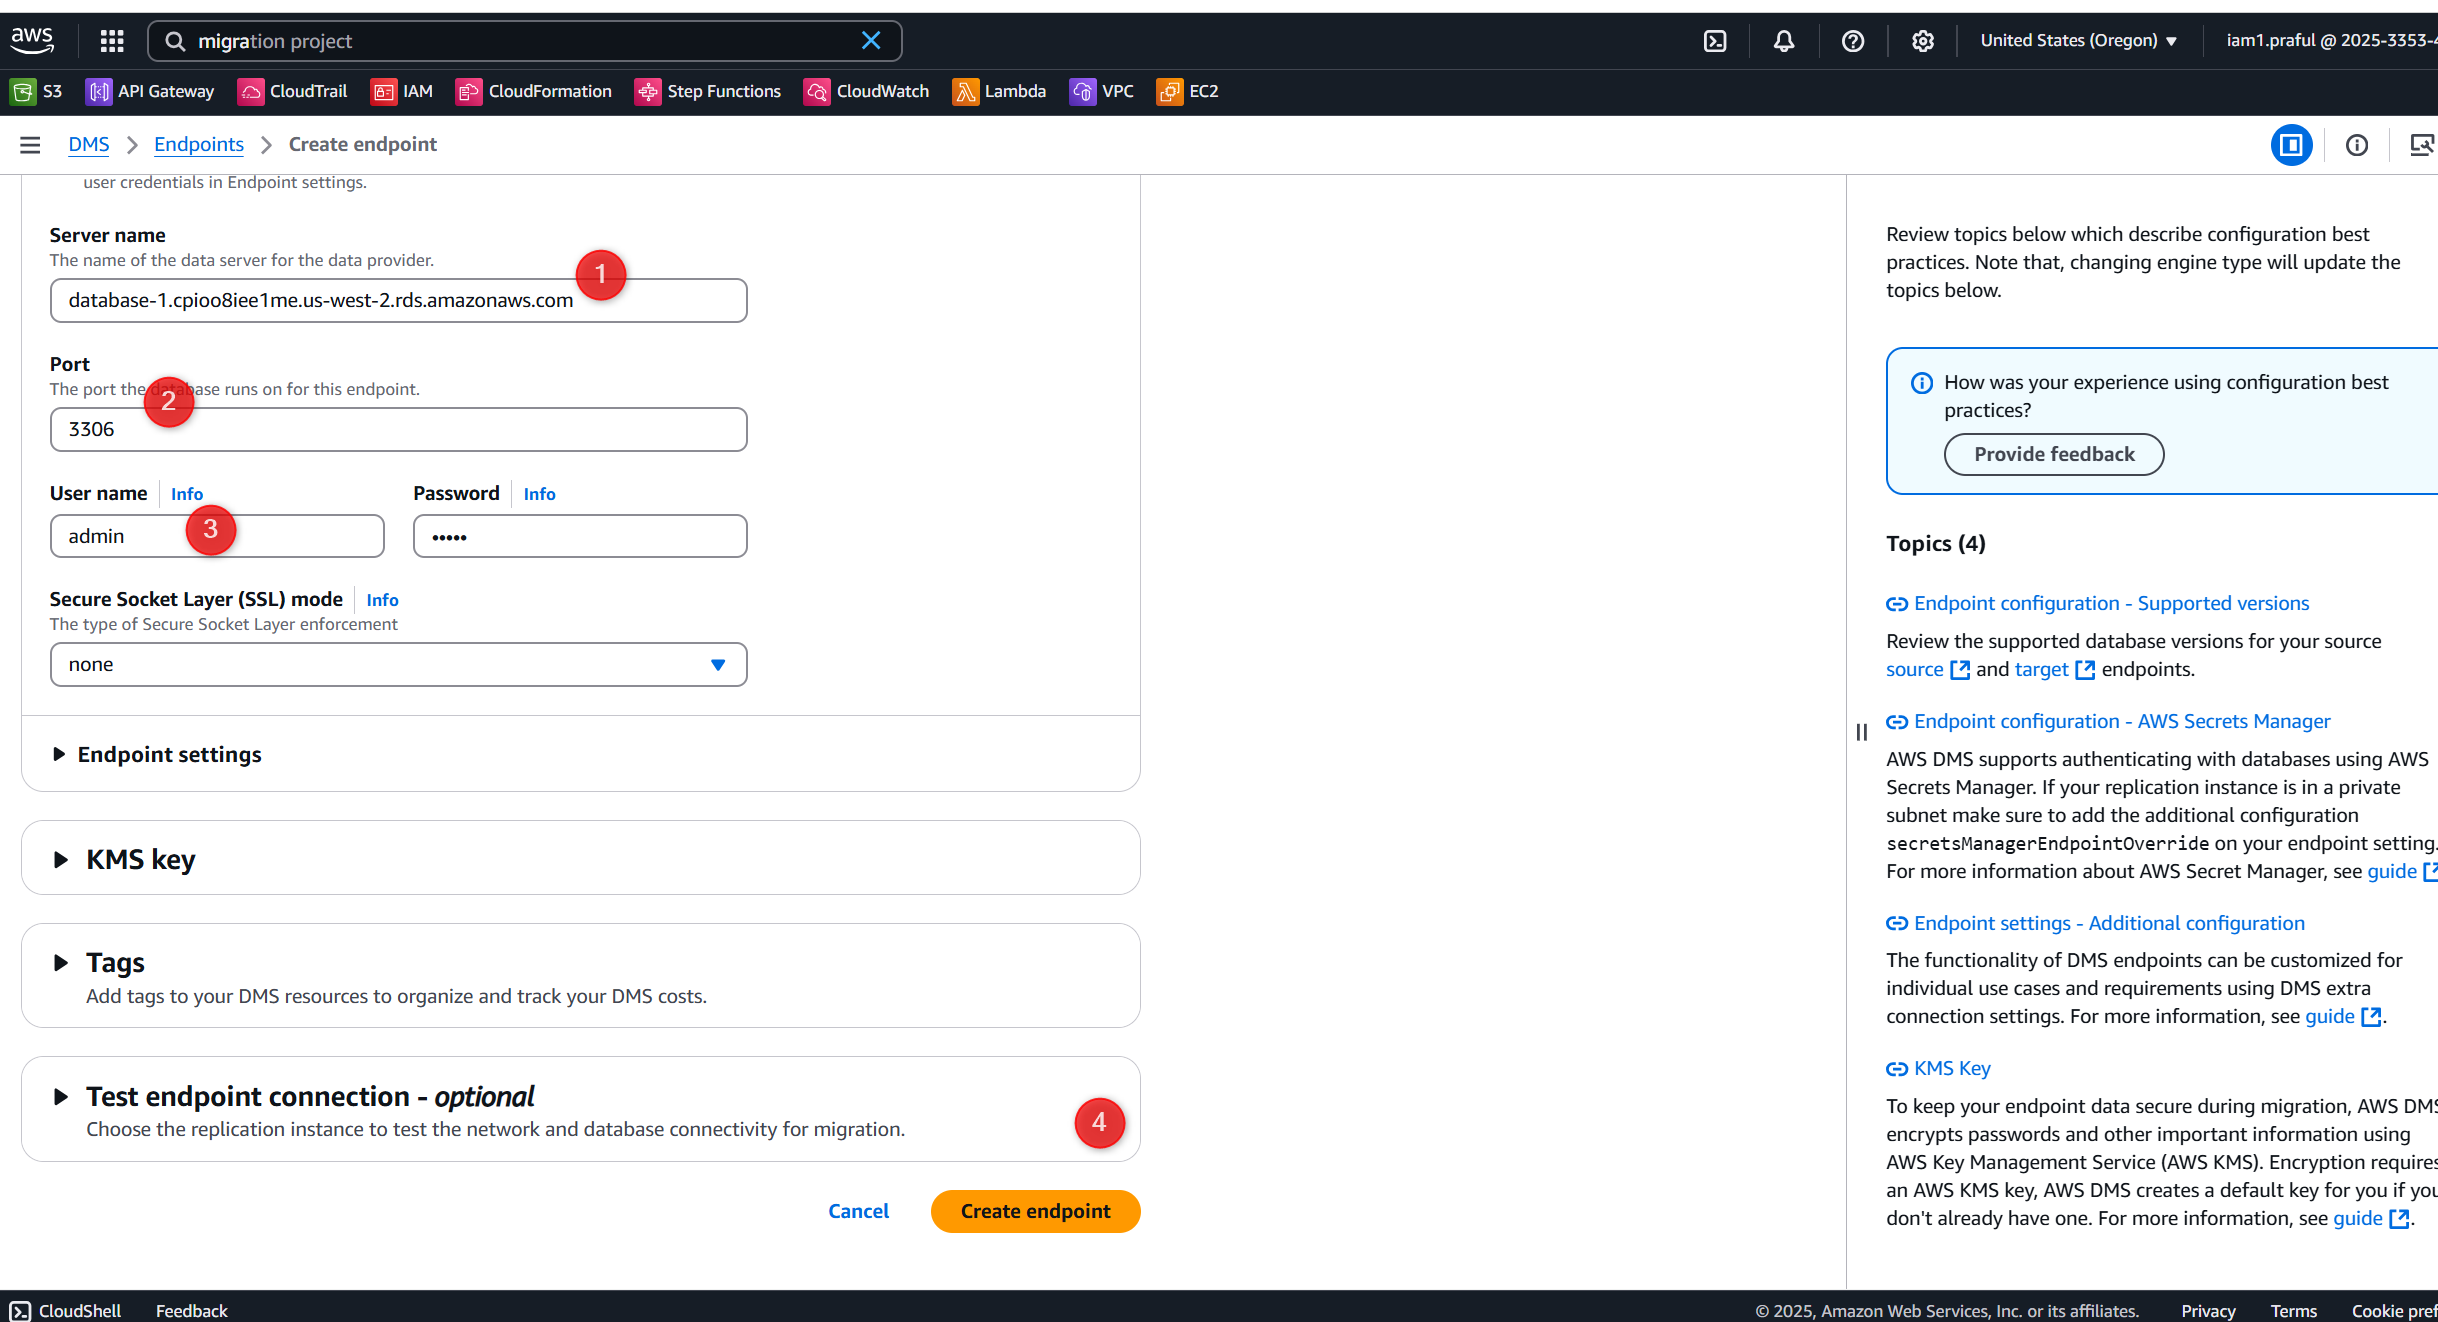 aws
migration project
United States (Oregon) ▼
iam1.praful @ 2025-3353-
S3
API Gateway
CloudTrail
IAM
CloudFormation
Step Functions
CloudWatch
Lambda
VPC
EC2
DMS > Endpoints > Create endpoint
user credentials in Endpoint settings.
Server name
The name of the data server for the data provider.
1
database-1.cpioo8iee1me.us-west-2.rds.amazonaws.com
Port
The port the database runs on for this endpoint.
2
3306
User name
Info
Password
Info
3
admin
•••••
Secure Socket Layer (SSL) mode
Info
The type of Secure Socket Layer enforcement
none
Endpoint settings
KMS key
Tags
Add tags to your DMS resources to organize and track your DMS costs.
Test endpoint connection - optional
Choose the replication instance to test the network and database connectivity for migration.
4
Cancel
Create endpoint
Review topics below which describe configuration best
practices. Note that, changing engine type will update the
topics below.
How was your experience using configuration best
practices?
Provide feedback
Topics (4)
Endpoint configuration - Supported versions
Review the supported database versions for your source
source and target endpoints.
Endpoint configuration - AWS Secrets Manager
AWS DMS supports authenticating with databases using AWS
Secrets Manager. If your replication instance is in a private
subnet make sure to add the additional configuration
secretsManagerEndpointOverride on your endpoint setting.
For more information about AWS Secret Manager, see guide
Endpoint settings - Additional configuration
The functionality of DMS endpoints can be customized for
individual use cases and requirements using DMS extra
connection settings. For more information, see guide.
KMS Key
To keep your endpoint data secure during migration, AWS DMS
encrypts passwords and other important information using
AWS Key Management Service (AWS KMS). Encryption requires
an AWS KMS key, AWS DMS creates a default key for you if you
don't already have one. For more information, see guide.
CloudShell
Feedback
© 2025, Amazon Web Services, Inc. or its affiliates.
Privacy
Terms
Cookie pref